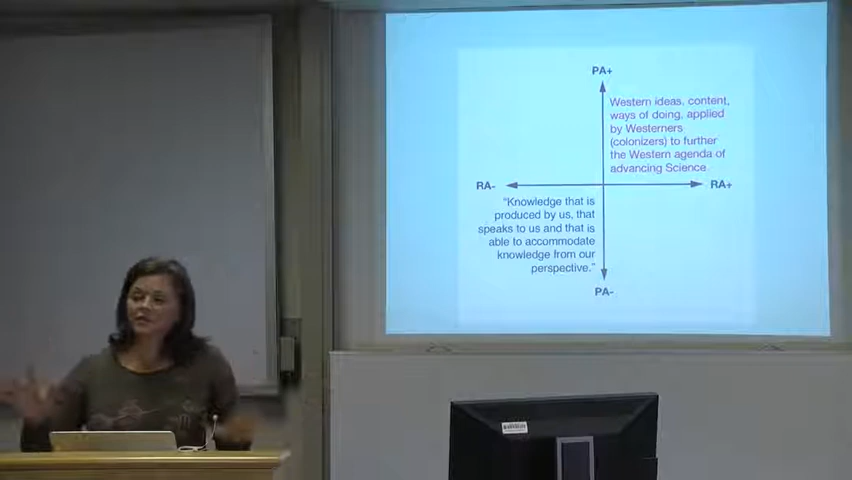 PA+
Western ideas, content,
ways of doing, applied
by Westerners
(colonizers) to further
the Western agenda of
advancing Science
RA-
RA+
"Knowledge that is
produced by us, that
speaks to us and that is
able to accommodate
knowledge from our
perspective."
PA-